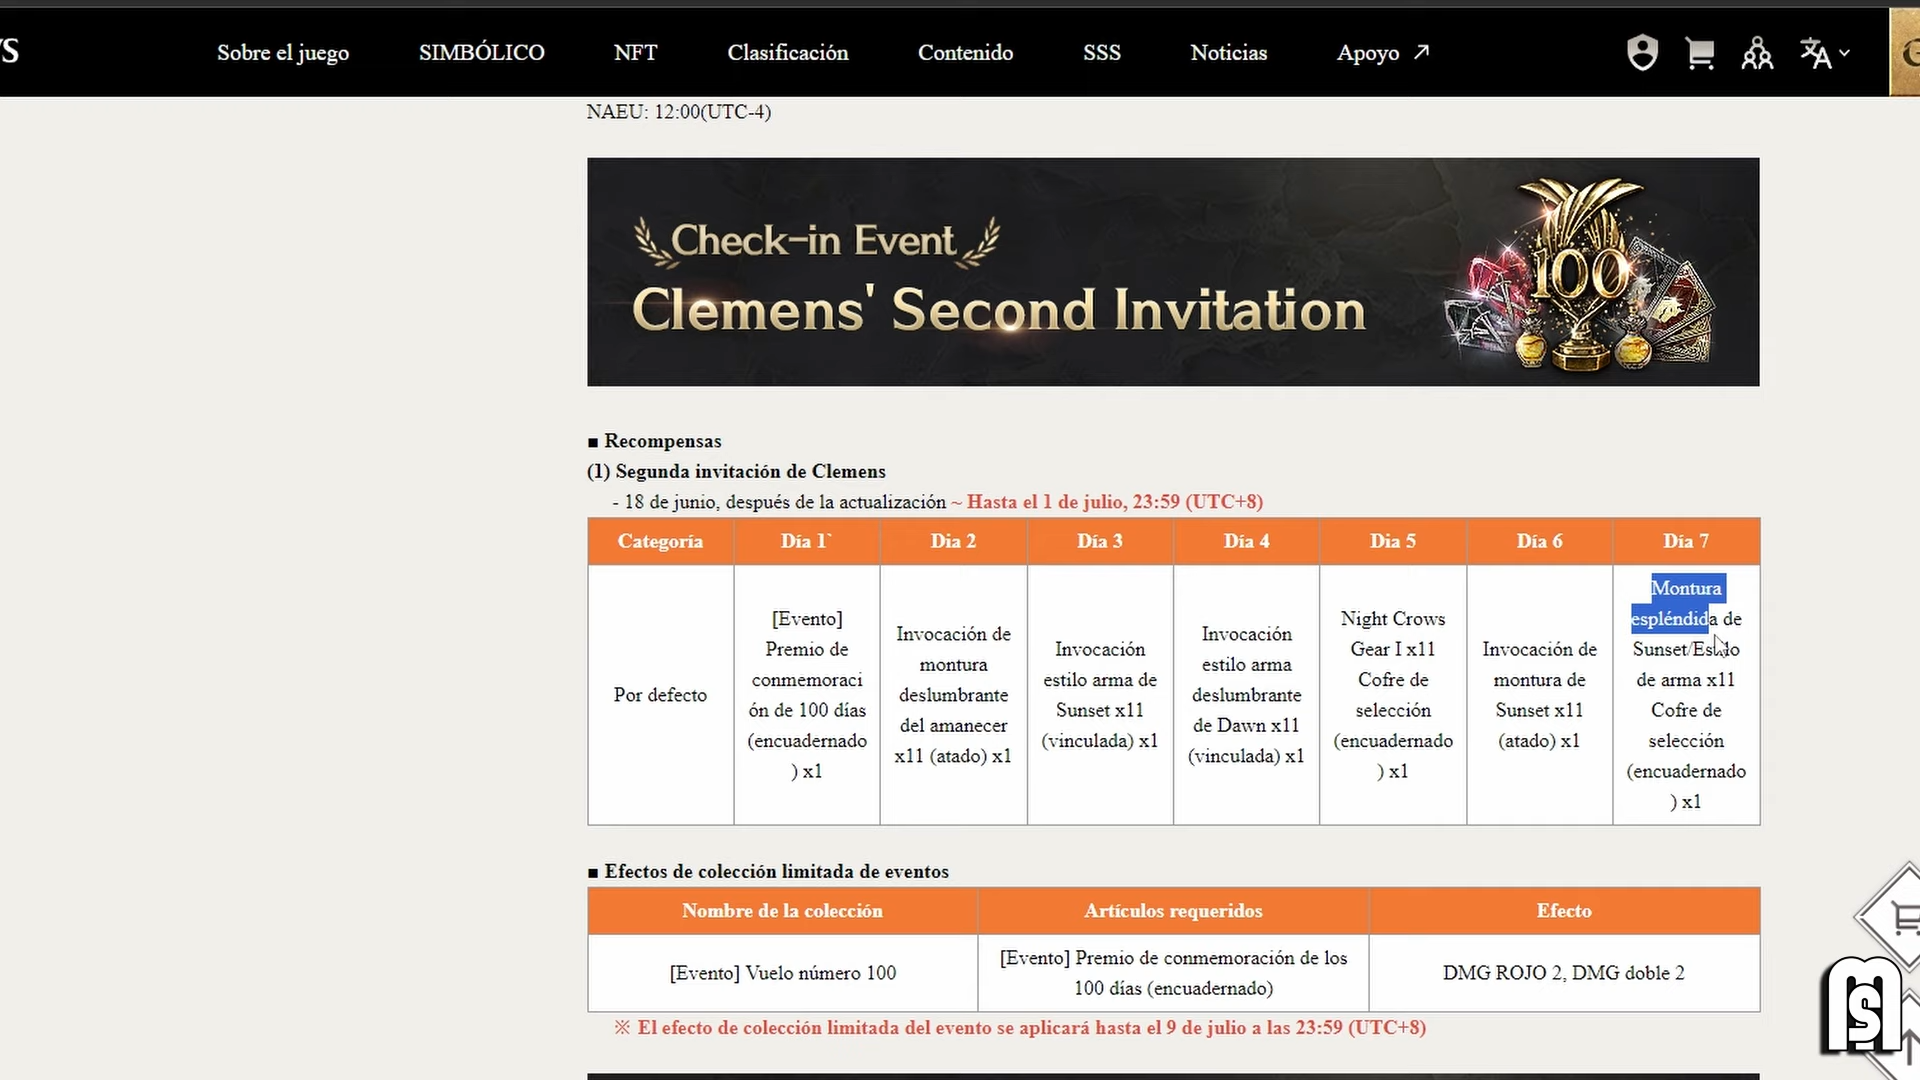 Sobre el juego SIMBÓLICO NFT Clasificación Contenido SSS Noticias Apoyo
NAEU: 12:00(UTC-4)
Check-in Event
Clemens' Second Invitation
100
■ Recompensas
(1) Segunda invitación de Clemens
- 18 de junio, después de la actualización ~ Hasta el 1 de julio, 23:59 (UTC+8)
Categoría Día 1` Dia 2 Día 3 Día 4 Dia 5 Día 6 Día 7
Por defecto
[Evento]
Premio de
conmemoraci
ón de 100 días
(encuadernado
) x1
Invocación de
montura
deslumbrante
del amanecer
x11 (atado) x1
Invocación
estilo arma de
Sunset x11
(vinculada) x1
Invocación
estilo arma
deslumbrante
de Dawn x11
(vinculada) x1
Night Crows
Gear I x11
Cofre de
selección
(encuadernado
) x1
Invocación de
montura de
Sunset x11
(atado) x1
Montura
espléndida de
Sunset/Estilo
de arma x11
Cofre de
selección
(encuadernado
) x1
■ Efectos de colección limitada de eventos
Nombre de la colección Artículos requeridos Efecto
[Evento] Vuelo número 100
[Evento] Premio de conmemoración de los
100 días (encuadernado)
DMG ROJO 2, DMG doble 2
※ El efecto de colección limitada del evento se aplicará hasta el 9 de julio a las 23:59 (UTC+8)